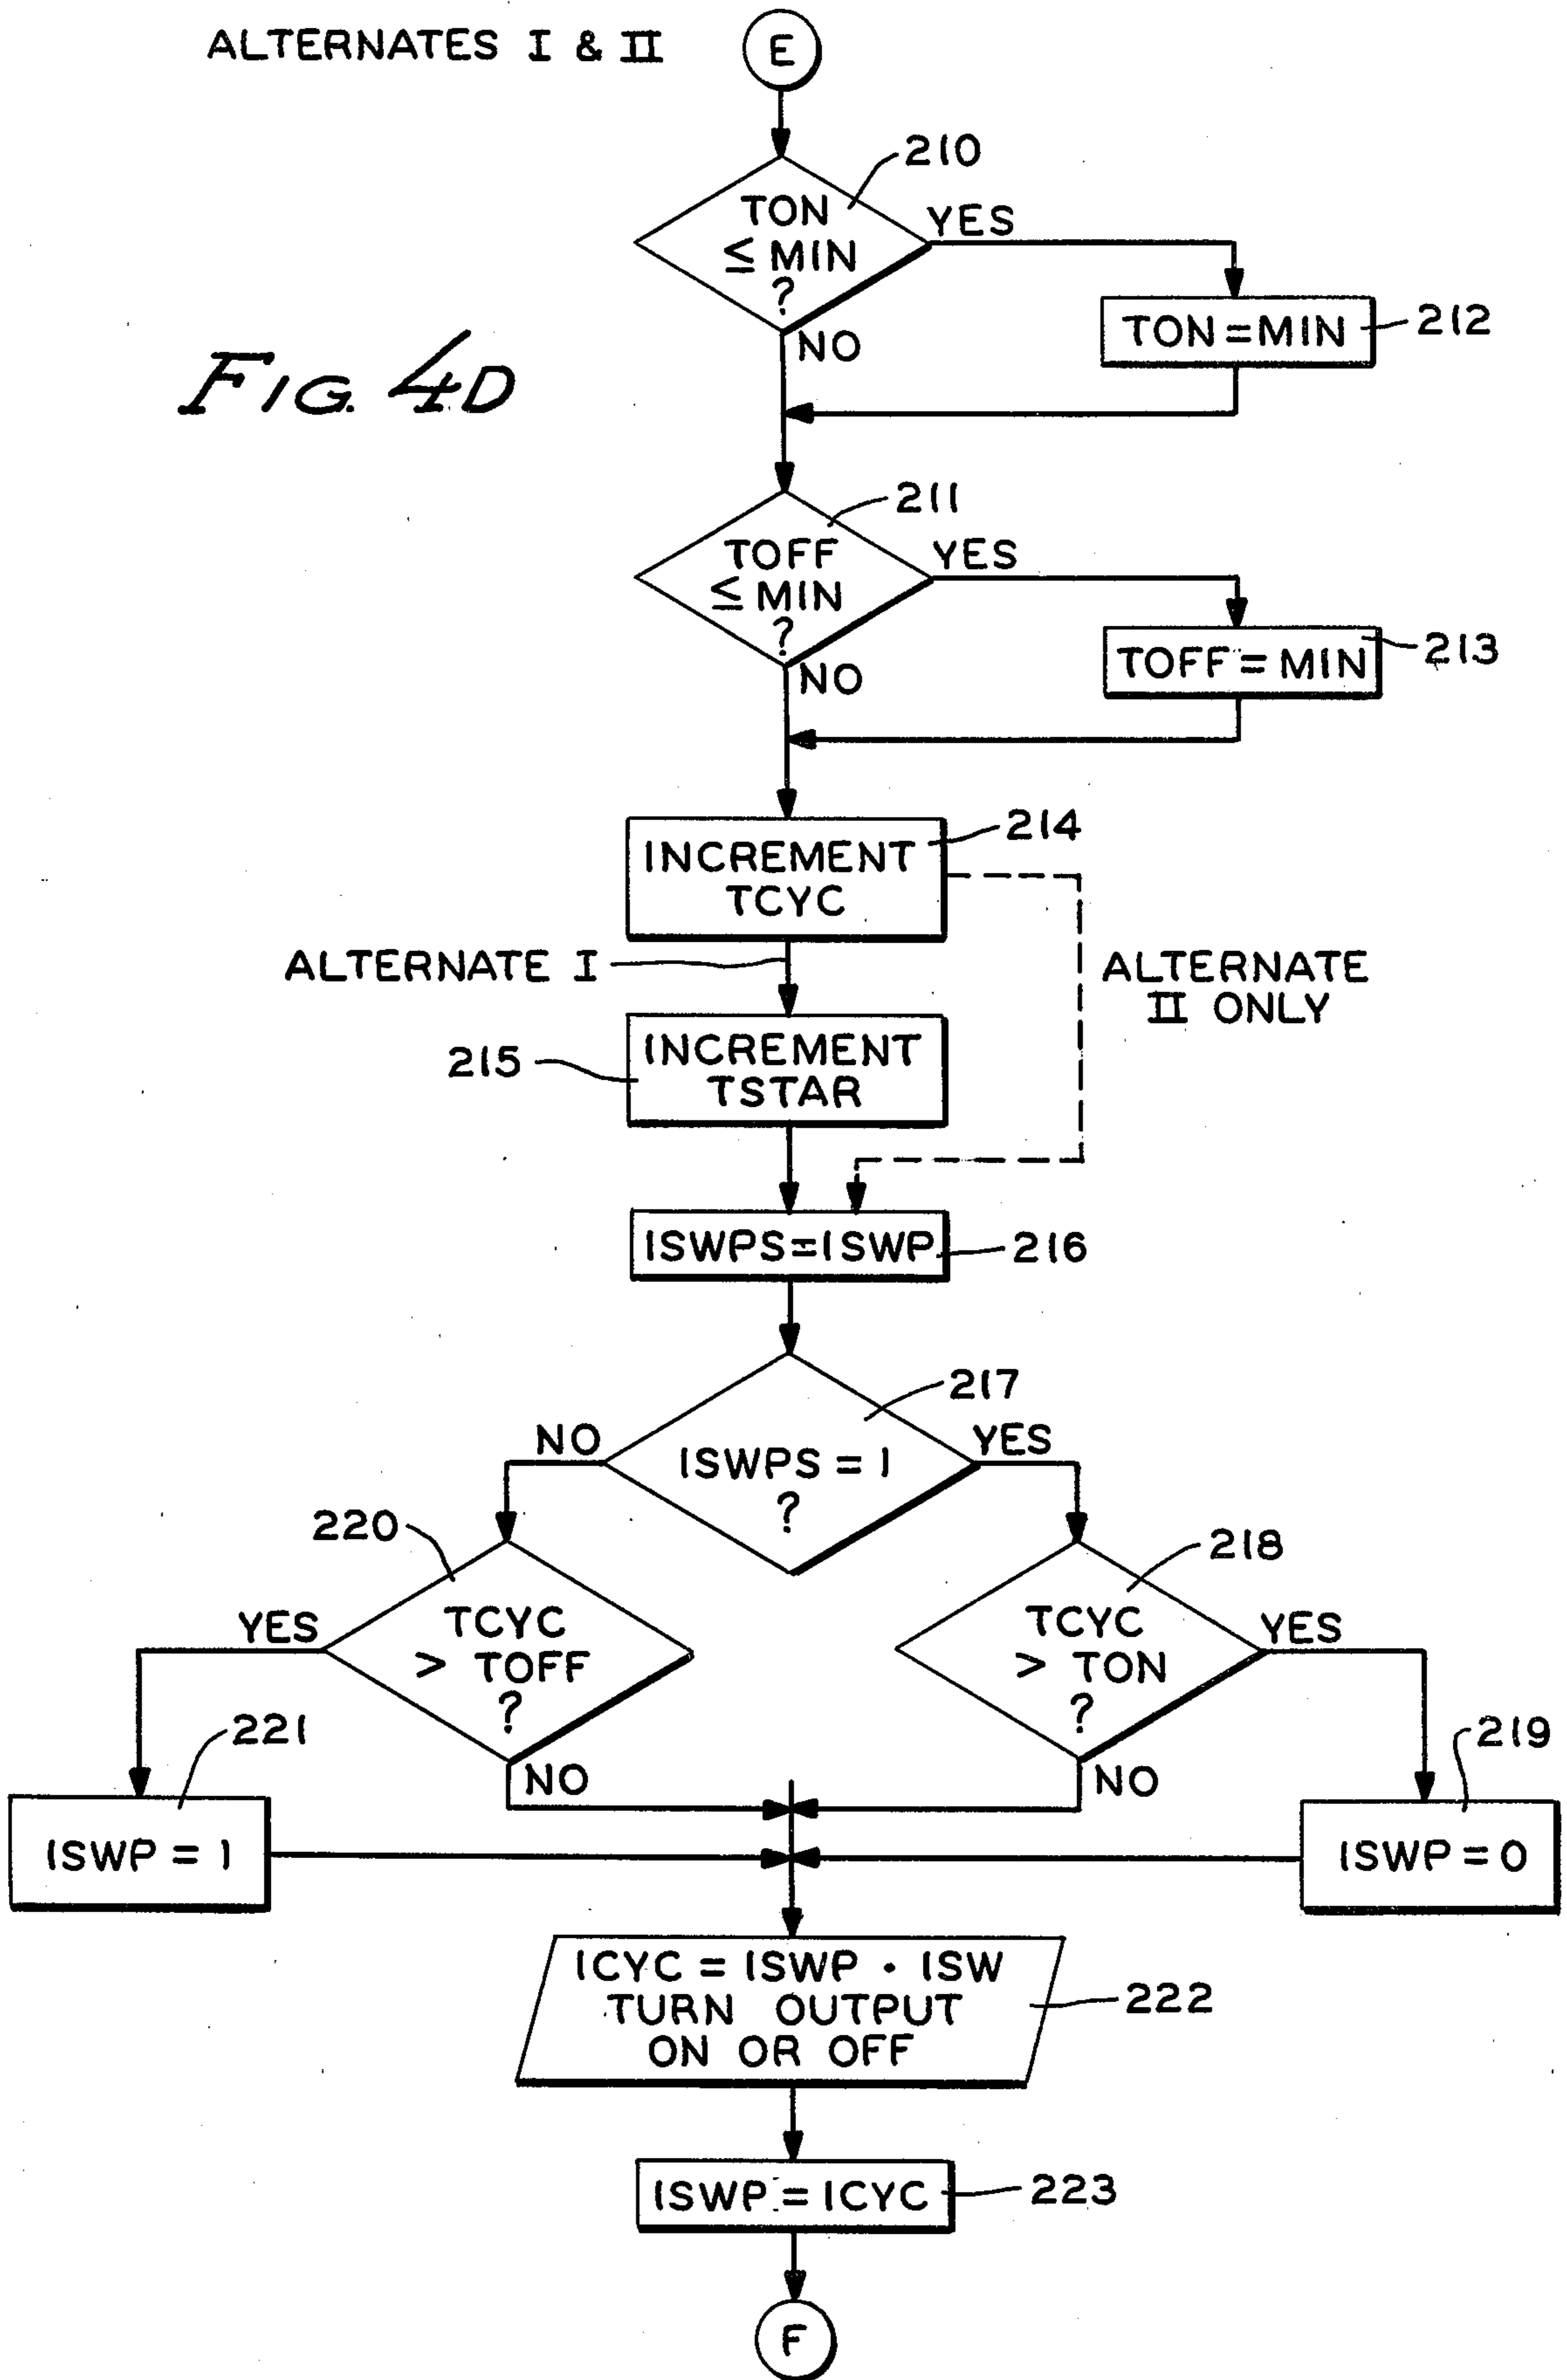 ALTERNATES I & II
E
210
TON
≤ MIN
?
YES
NO
TON = MIN
212
FIG. 4D
211
TOFF
≤ MIN
?
YES
NO
TOFF = MIN
213
214
INCREMENT
TCYC
ALTERNATE I
ALTERNATE
II ONLY
215
INCREMENT
TSTAR
ISWPS = ISWP
216
217
NO
YES
ISWPS = 1
?
220
218
YES
TCYC
> TOFF
?
TCYC
> TON
?
YES
221
NO
NO
219
ISWP = 1
ISWP = 0
ICYC = ISWP • ISW
TURN OUTPUT
ON OR OFF
222
ISWP = ICYC
223
F